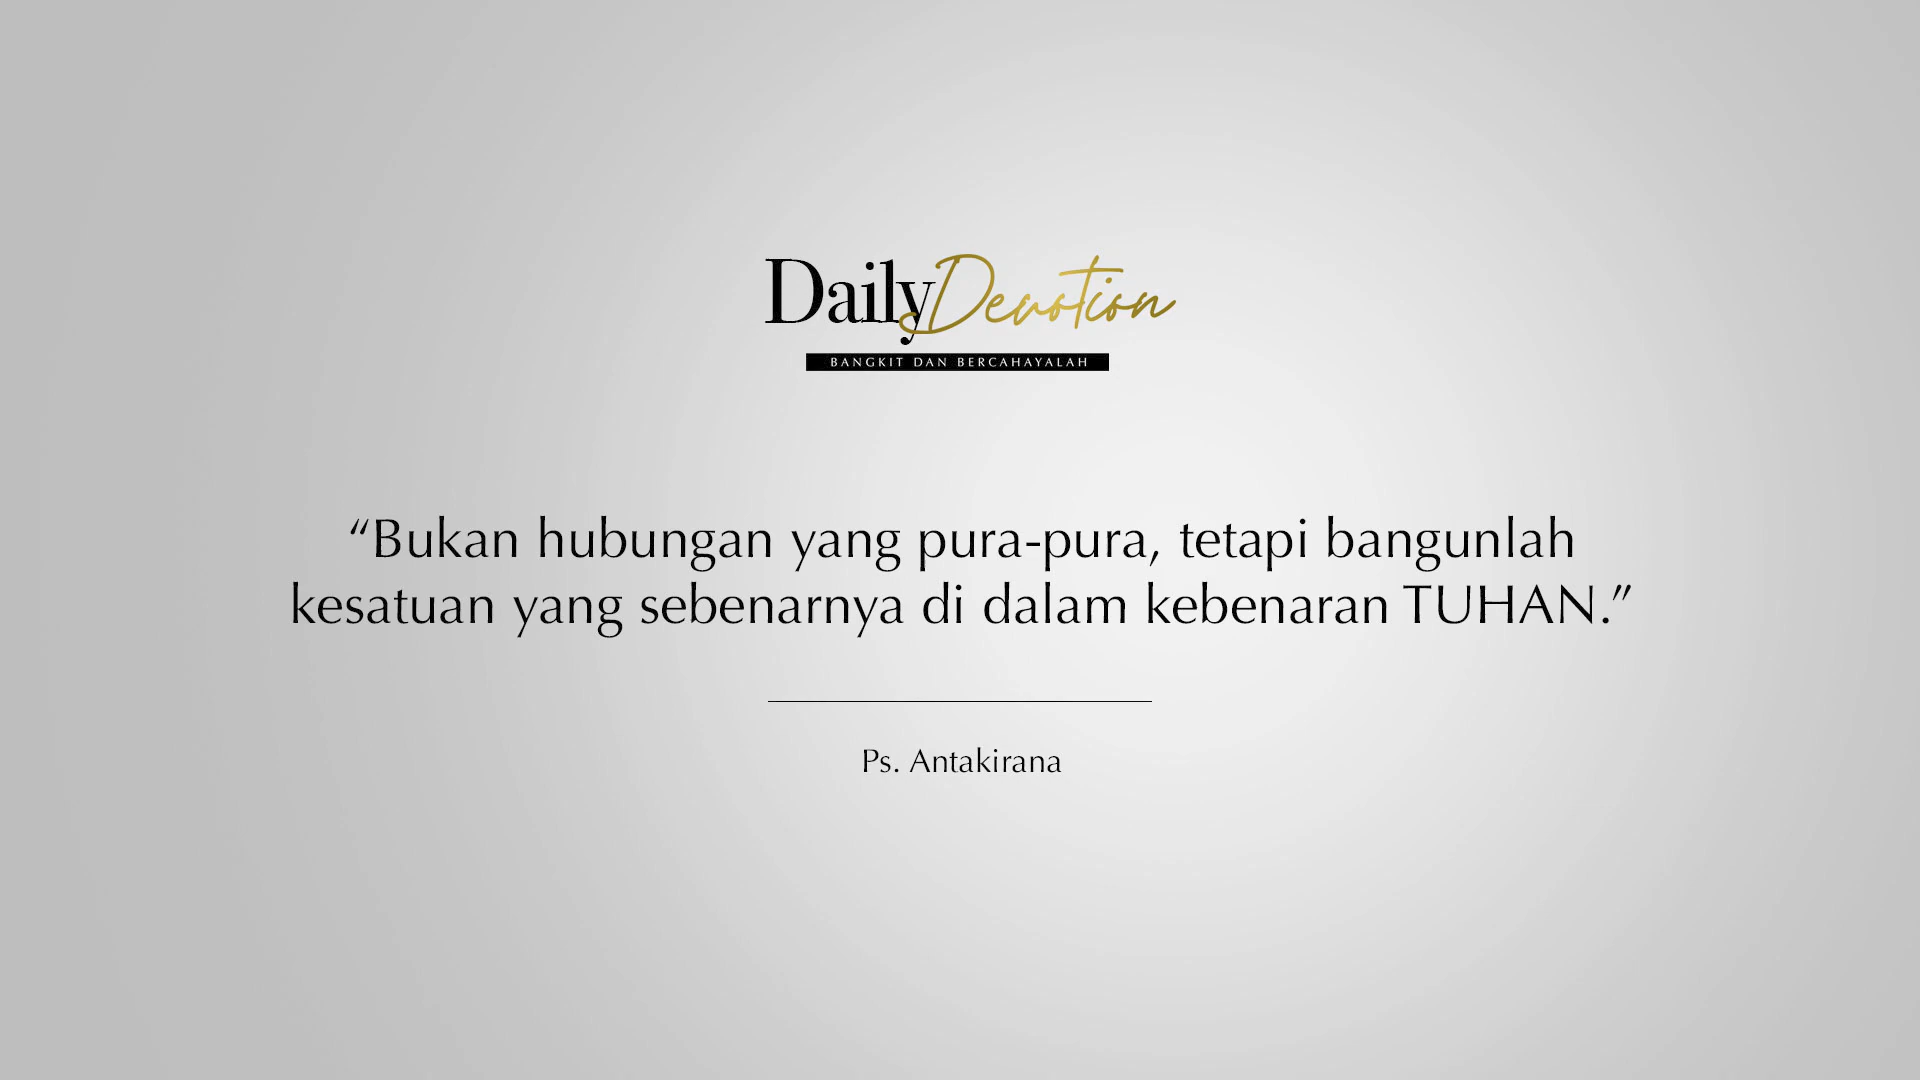 Daily Devotion
BANGKIT DAN BERCAHAYALAH
“Bukan hubungan yang pura-pura, tetapi bangunlah
kesatuan yang sebenarnya di dalam kebenaran TUHAN.”
Ps. Antakirana